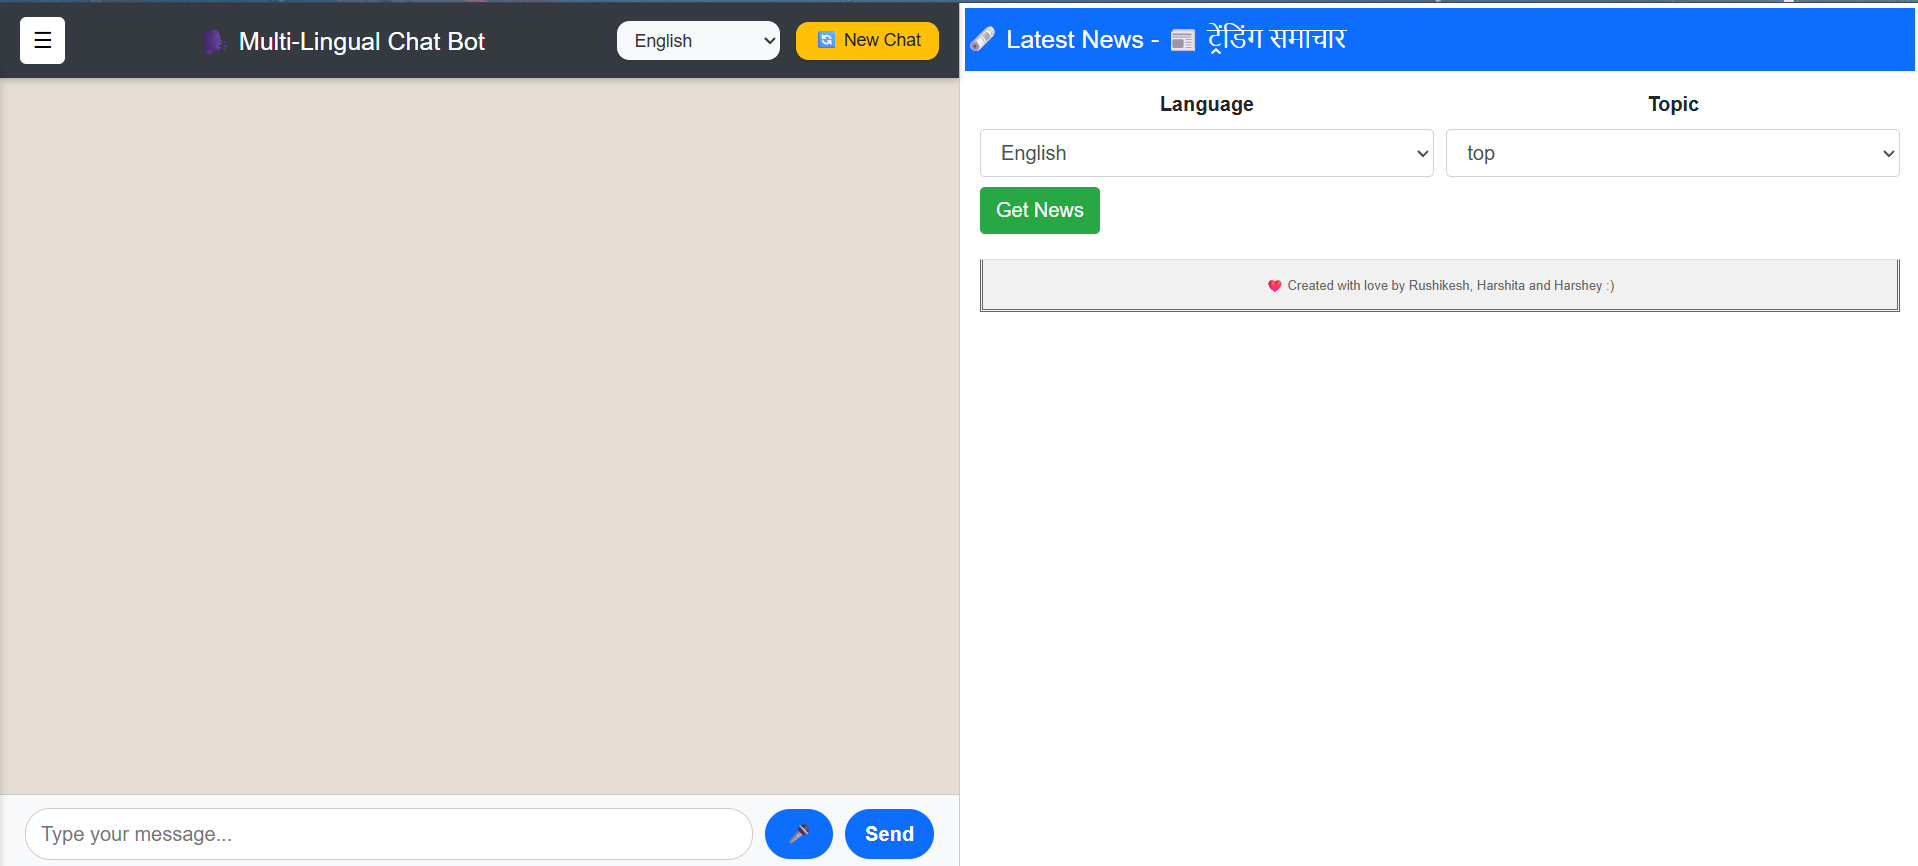 ☰
Multi-Lingual Chat Bot
English
New Chat
Type your message...
Send
Latest News - ट्रेंडिंग समाचार
Language
Topic
English
top
Get News
Created with love by Rushikesh, Harshita and Harshey :)